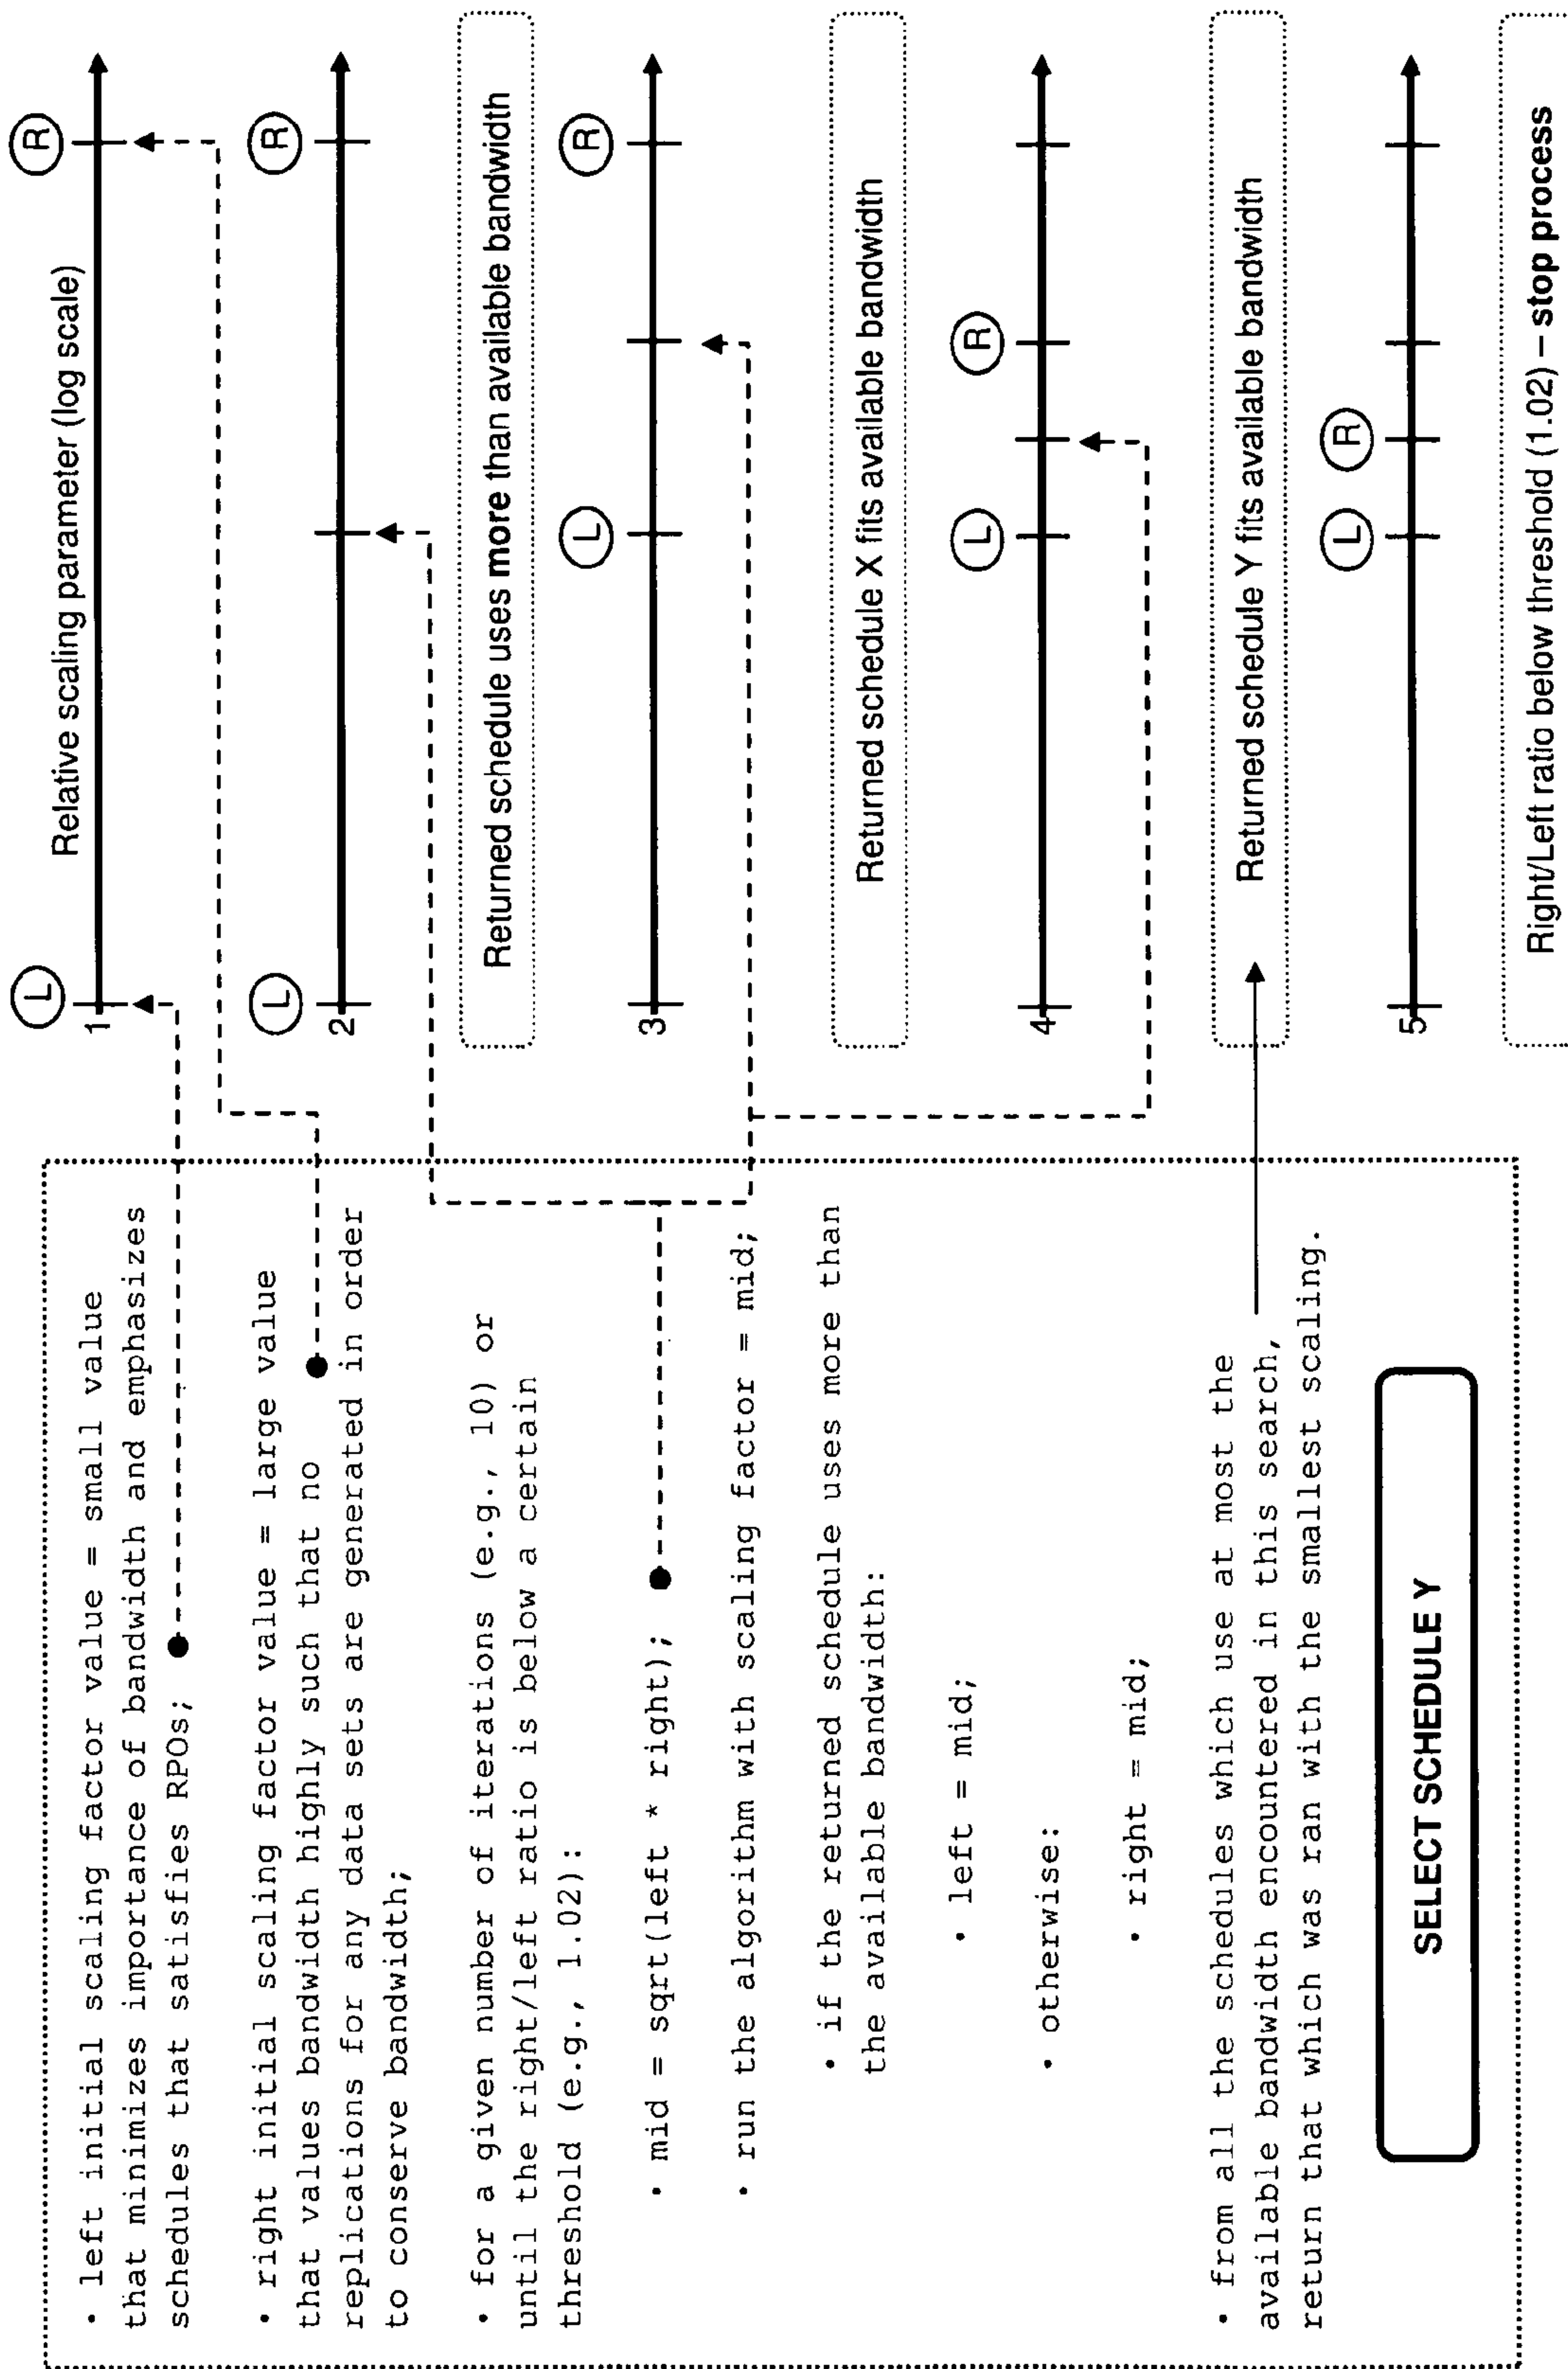 • left initial scaling factor value = small value
that minimizes importance of bandwidth and emphasizes
schedules that satisfies RPOs;
• right initial scaling factor value = large value
that values bandwidth highly such that no
replications for any data sets are generated in order
to conserve bandwidth;
• for a given number of iterations (e.g., 10) or
until the right/left ratio is below a certain
threshold (e.g., 1.02):
• mid = sqrt(left * right);
• run the algorithm with scaling factor = mid;
• if the returned schedule uses more than
the available bandwidth:
• left = mid;
• otherwise:
• right = mid;
• from all the schedules which use at most the
available bandwidth encountered in this search,
return that which was ran with the smallest scaling.
SELECT SCHEDULE Y
L
R
Relative scaling parameter (log scale)
1
L
R
2
Returned schedule uses more than available bandwidth
L
R
3
Returned schedule X fits available bandwidth
L
R
4
Returned schedule Y fits available bandwidth
L
R
5
Right/Left ratio below threshold (1.02) – stop process